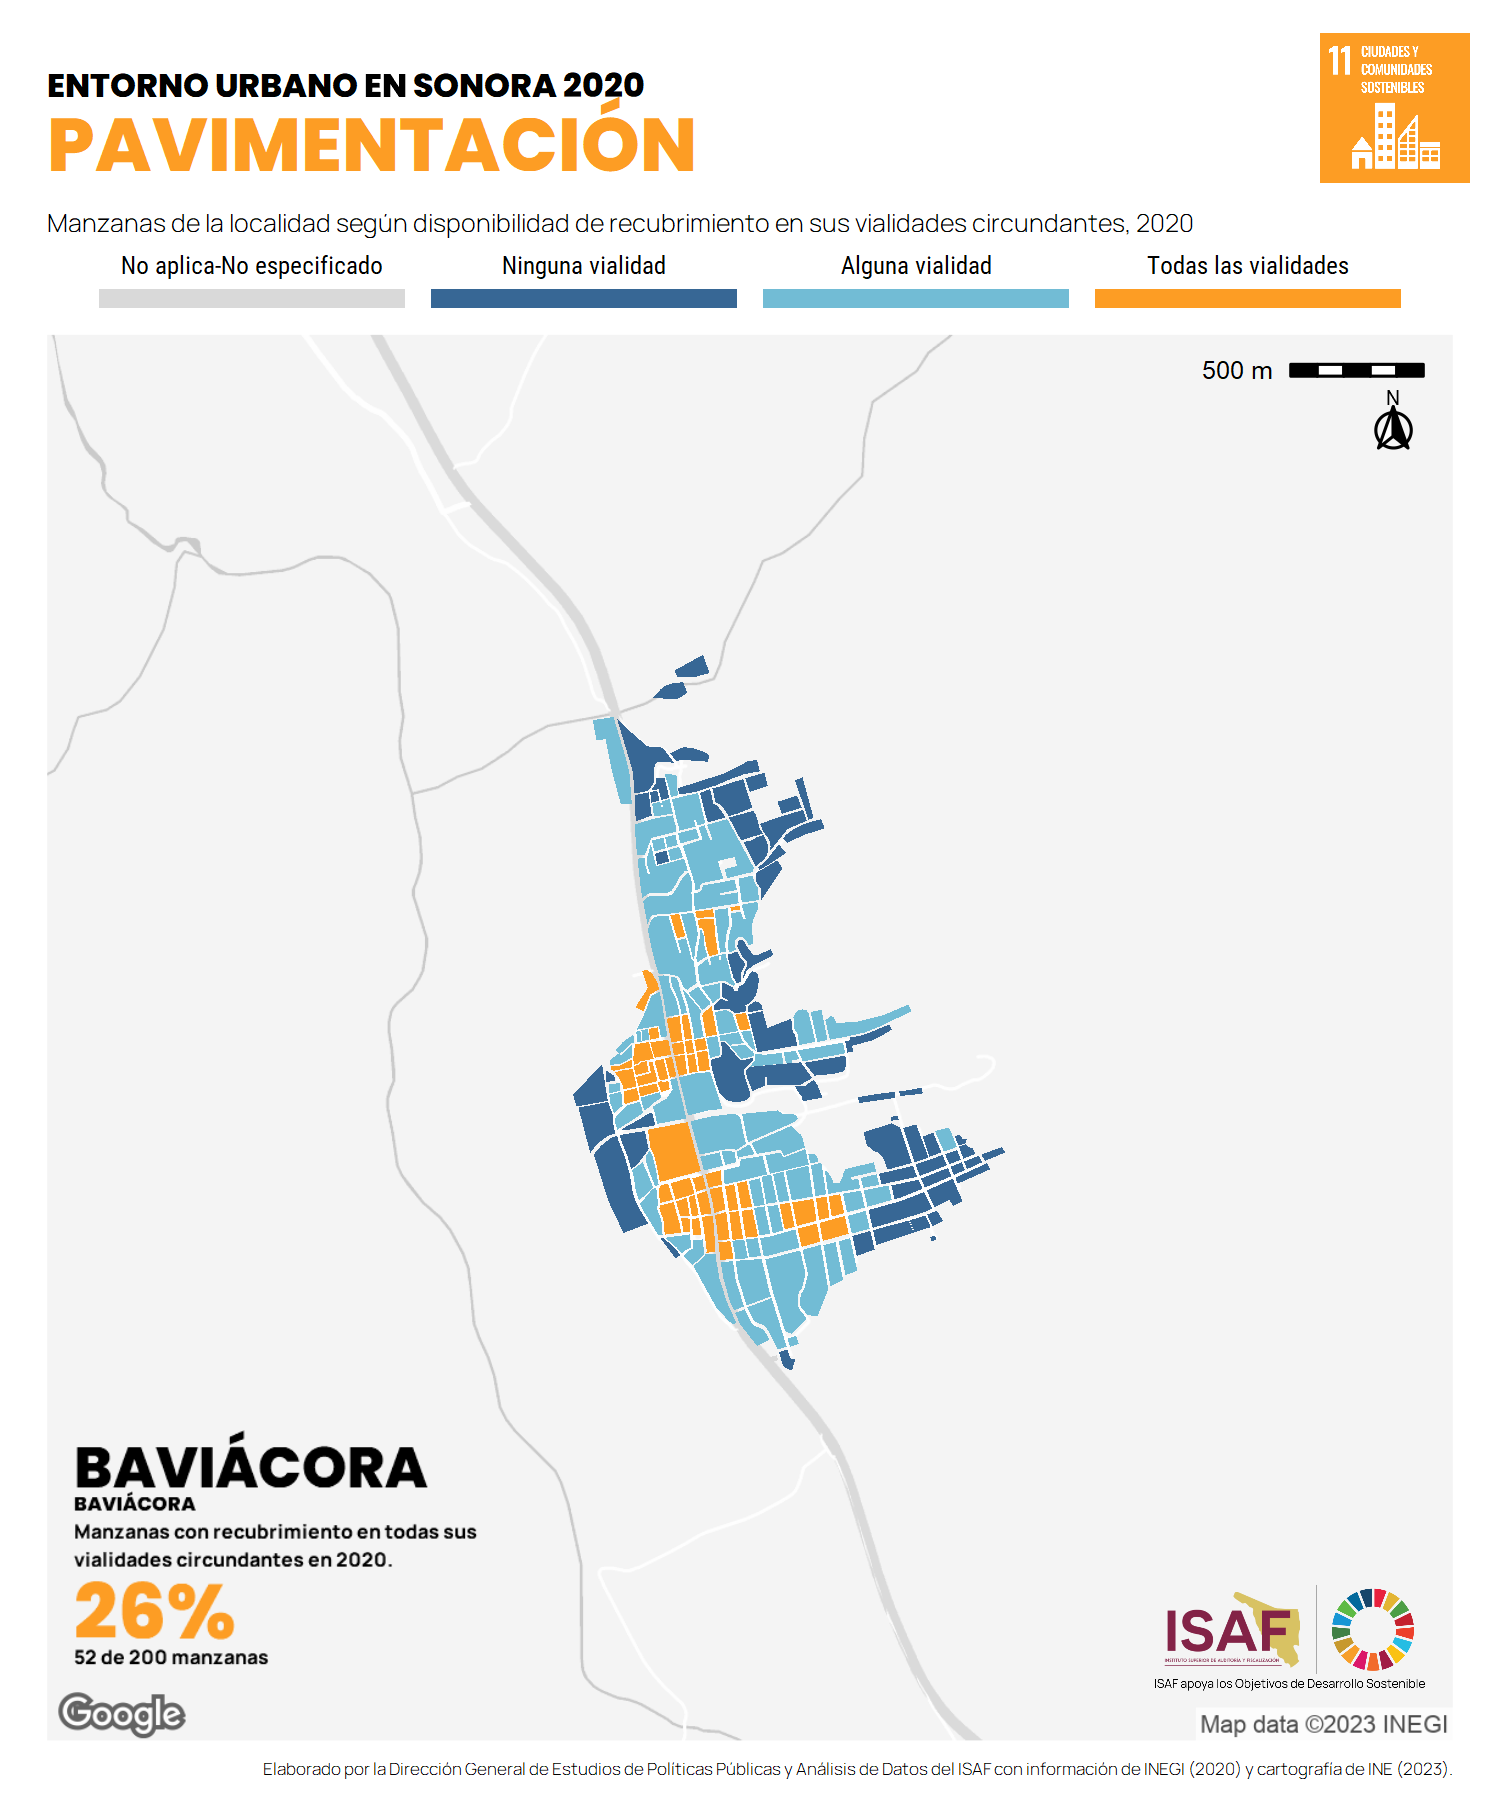 ENTORNO URBANO EN SONORA 2020
PAVIMENTACIÓN
11 CIUDADES Y
COMUNIDADES
SOSTENIBLES
Manzanas de la localidad según disponibilidad de recubrimiento en sus vialidades circundantes, 2020
No aplica-No especificado
Ninguna vialidad
Alguna vialidad
Todas las vialidades
500 m
N
BAVIÁCORA
BAVIÁCORA
Manzanas con recubrimiento en todas sus
vialidades circundantes en 2020.
26%
52 de 200 manzanas
Google
ISAF
INSTITUTO SUPERIOR DE AUDITORÍA Y FISCALIZACIÓN
ISAF apoya los Objetivos de Desarrollo Sostenible
Map data ©2023 INEGI
Elaborado por la Dirección General de Estudios de Políticas Públicas y Análisis de Datos del ISAF con información de INEGI (2020) y cartografía de INE (2023).